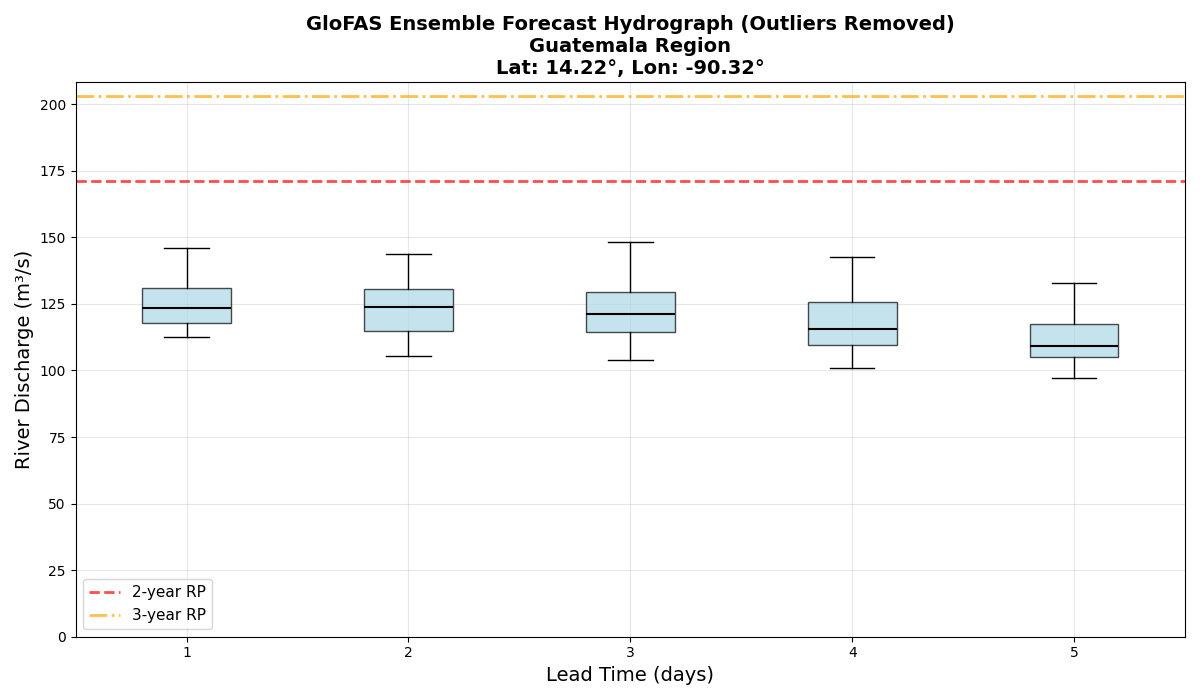 GloFAS Ensemble Forecast Hydrograph (Outliers Removed)
Guatemala Region
Lat: 14.22°, Lon: -90.32°
River Discharge (m³/s)
200
175
150
125
100
75
50
25
0
2-year RP
3-year RP
1 2 3 4 5
Lead Time (days)